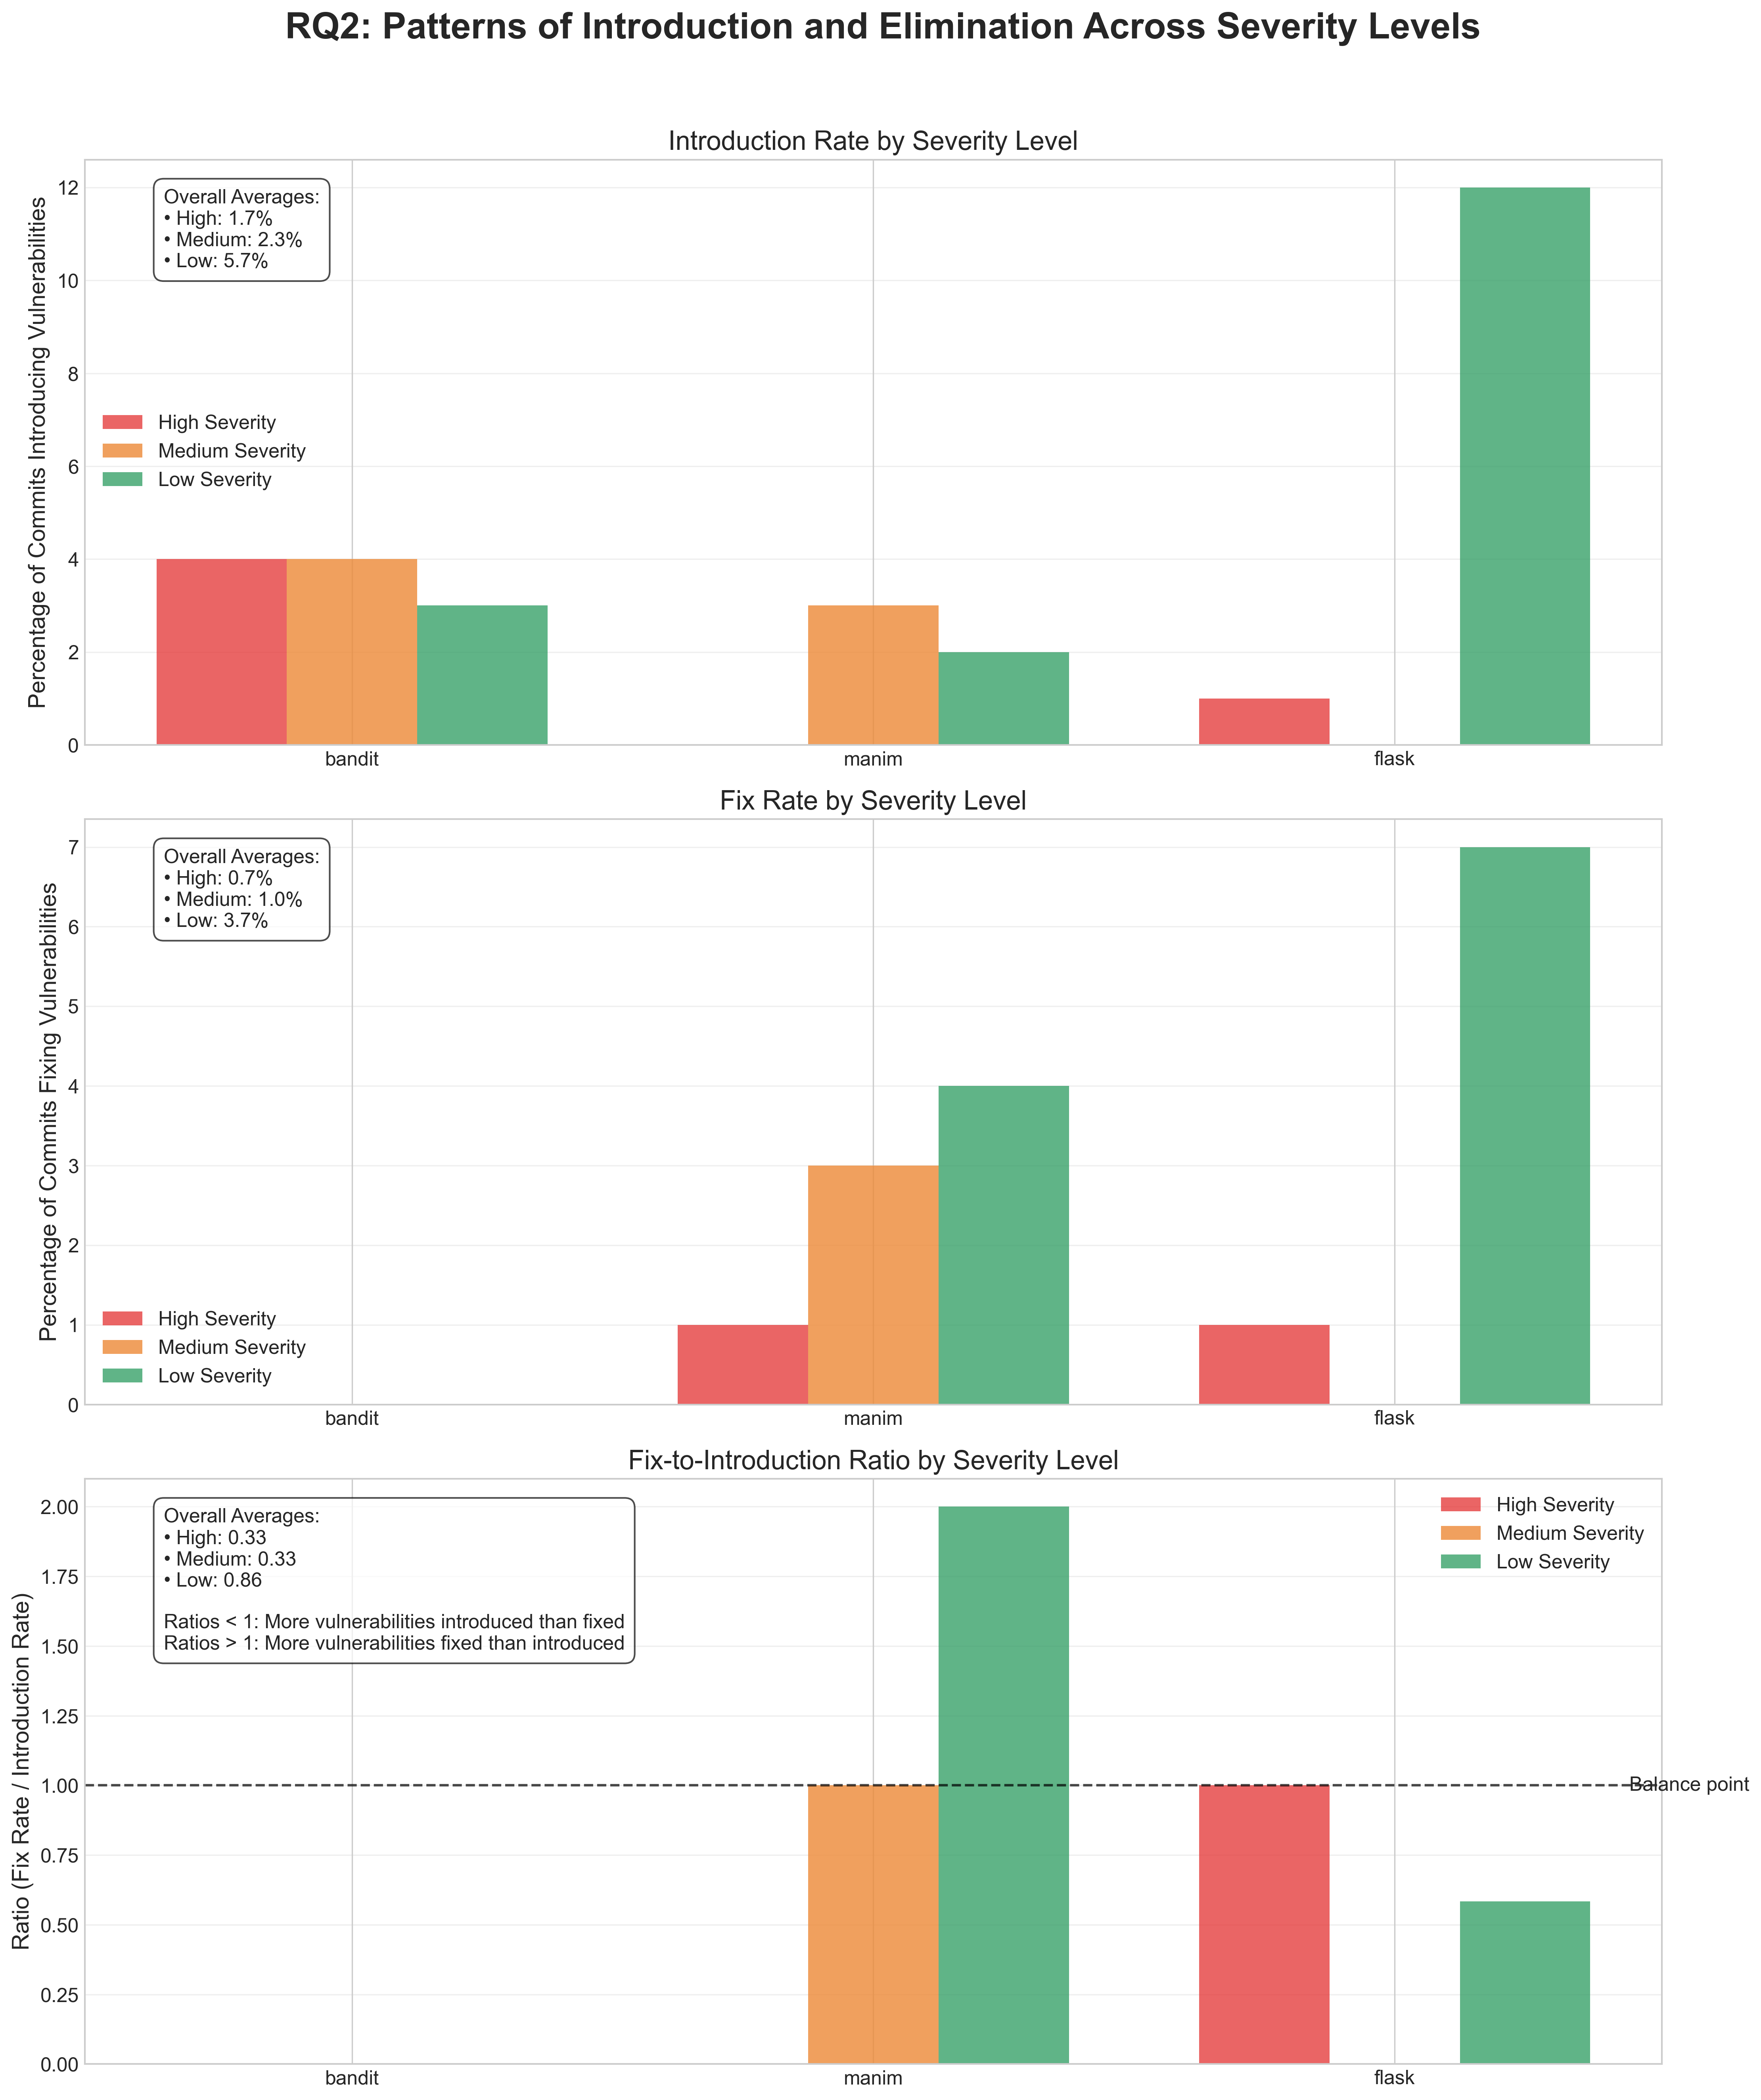 RQ2: Patterns of Introduction and Elimination Across Severity Levels
Introduction Rate by Severity Level
Percentage of Commits Introducing Vulnerabilities
12
10
8
6
4
2
0
Overall Averages:
• High: 1.7%
• Medium: 2.3%
• Low: 5.7%
High Severity
Medium Severity
Low Severity
bandit
manim
flask
Fix Rate by Severity Level
Percentage of Commits Fixing Vulnerabilities
7
6
5
4
3
2
1
0
Overall Averages:
• High: 0.7%
• Medium: 1.0%
• Low: 3.7%
High Severity
Medium Severity
Low Severity
bandit
manim
flask
Fix-to-Introduction Ratio by Severity Level
Ratio (Fix Rate / Introduction Rate)
2.00
1.75
1.50
1.25
1.00
0.75
0.50
0.25
0.00
Overall Averages:
• High: 0.33
• Medium: 0.33
• Low: 0.86
Ratios < 1: More vulnerabilities introduced than fixed
Ratios > 1: More vulnerabilities fixed than introduced
High Severity
Medium Severity
Low Severity
Balance point
bandit
manim
flask